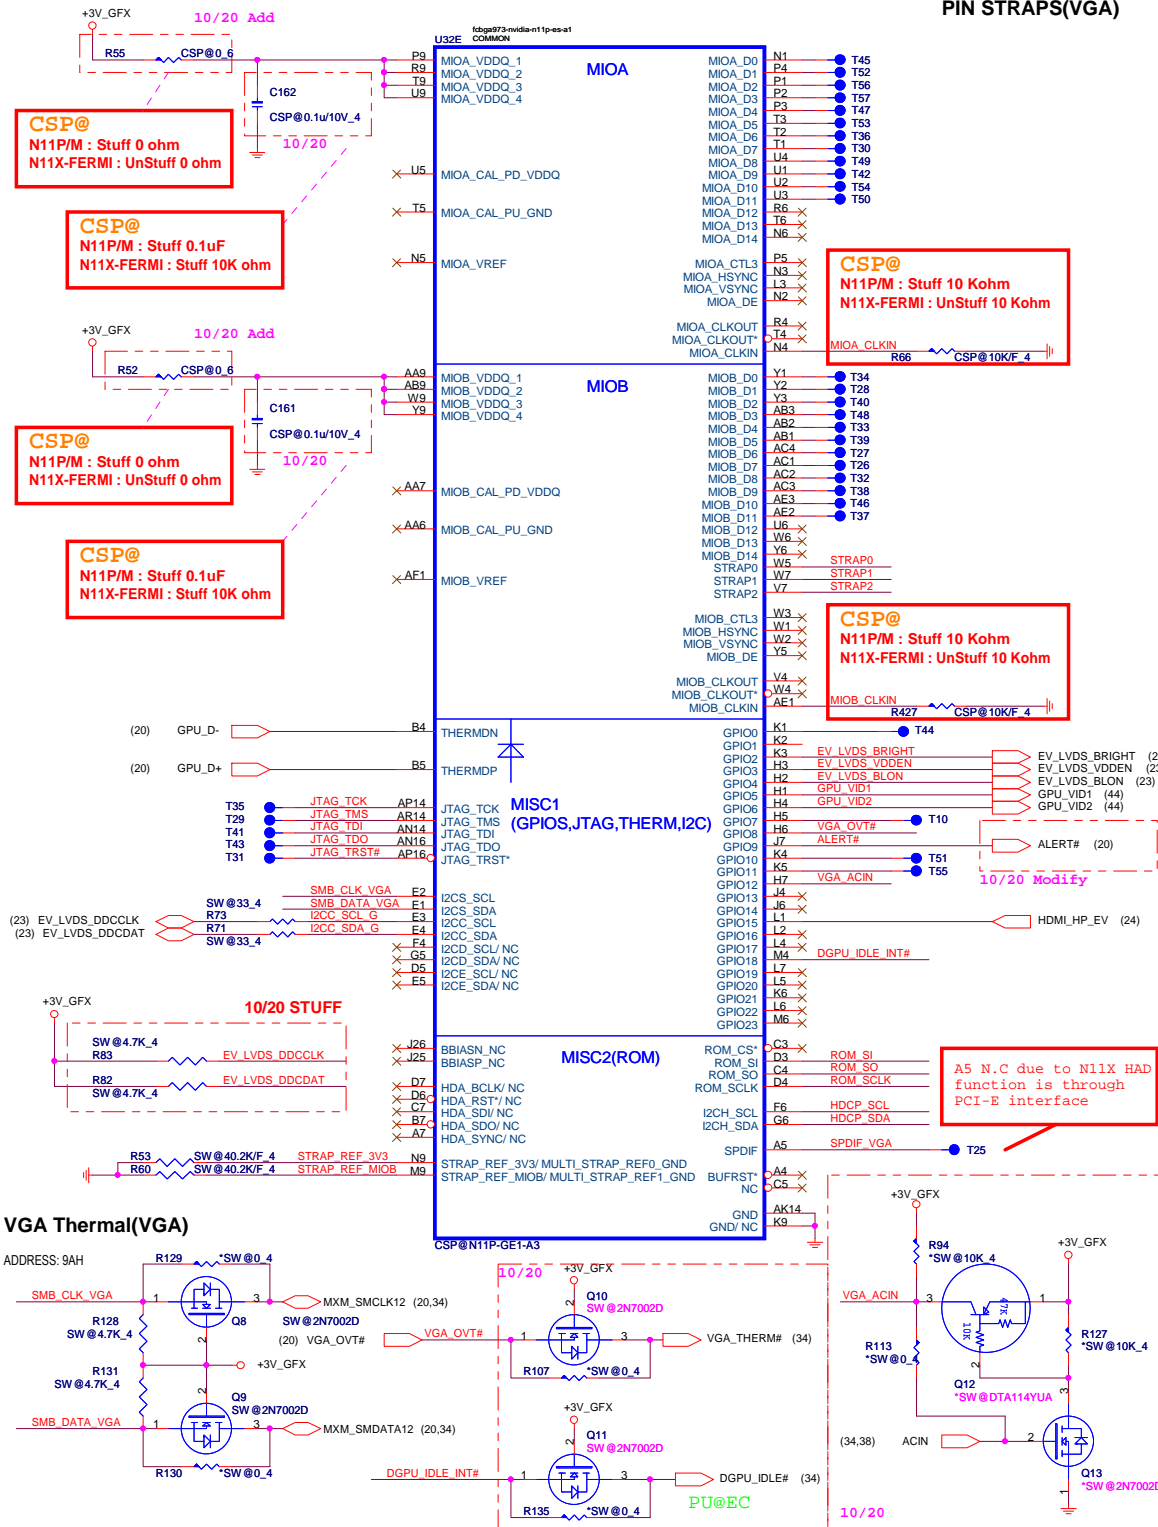 PIN STRAPS(VGA)
+3V_GFX
10/20 Add
R55
CSP@0_6
C162
CSP@0.1u/10V_4
10/20
CSP@
N11P/M : Stuff 0 ohm
N11X-FERMI : UnStuff 0 ohm
CSP@
N11P/M : Stuff 0.1uF
N11X-FERMI : Stuff 10K ohm
+3V_GFX
10/20 Add
R52
CSP@0_6
C161
CSP@0.1u/10V_4
10/20
CSP@
N11P/M : Stuff 0 ohm
N11X-FERMI : UnStuff 0 ohm
CSP@
N11P/M : Stuff 0.1uF
N11X-FERMI : Stuff 10K ohm
U32E
fcbga973-nvidia-n11p-es-a1
COMMON
MIOA
P9 MIOA_VDDQ_1
R9 MIOA_VDDQ_2
T9 MIOA_VDDQ_3
U9 MIOA_VDDQ_4
U5 MIOA_CAL_PD_VDDQ
T5 MIOA_CAL_PU_GND
N5 MIOA_VREF
MIOA_D0 N1 T45
MIOA_D1 P4 T52
MIOA_D2 P1 T56
MIOA_D3 P2 T57
MIOA_D4 P3 T47
MIOA_D5 T3 T53
MIOA_D6 T2 T36
MIOA_D7 T1 T30
MIOA_D8 U4 T49
MIOA_D9 U1 T42
MIOA_D10 U2 T54
MIOA_D11 U3 T50
MIOA_D12 R6
MIOA_D13 T6
MIOA_D14 N6
MIOA_CTL3 P5
MIOA_HSYNC N3
MIOA_VSYNC L3
MIOA_DE N2
MIOA_CLKOUT R4
MIOA_CLKOUT* T4
MIOA_CLKIN N4 MIOA_CLKIN
R66 CSP@10K/F_4
CSP@
N11P/M : Stuff 10 Kohm
N11X-FERMI : UnStuff 10 Kohm
MIOB
AA9 MIOB_VDDQ_1
AB9 MIOB_VDDQ_2
W9 MIOB_VDDQ_3
Y9 MIOB_VDDQ_4
AA7 MIOB_CAL_PD_VDDQ
AA6 MIOB_CAL_PU_GND
AF1 MIOB_VREF
MIOB_D0 Y1 T34
MIOB_D1 Y2 T28
MIOB_D2 Y3 T40
MIOB_D3 AB3 T48
MIOB_D4 AB2 T33
MIOB_D5 AB1 T39
MIOB_D6 AC4 T27
MIOB_D7 AC1 T26
MIOB_D8 AC2 T32
MIOB_D9 AC3 T38
MIOB_D10 AE3 T46
MIOB_D11 AE2 T37
MIOB_D12 U6
MIOB_D13 W6
MIOB_D14 Y6
STRAP0 W5 STRAP0
STRAP1 W7 STRAP1
STRAP2 V7 STRAP2
MIOB_CTL3 W3
MIOB_HSYNC W1
MIOB_VSYNC W2
MIOB_DE Y5
MIOB_CLKOUT V4
MIOB_CLKOUT* W4
MIOB_CLKIN AE1 MIOB_CLKIN
R427 CSP@10K/F_4
CSP@
N11P/M : Stuff 10 Kohm
N11X-FERMI : UnStuff 10 Kohm
MISC1
(GPIOS,JTAG,THERM,I2C)
(20) GPU_D- B4 THERMDN
(20) GPU_D+ B5 THERMDP
T35 JTAG_TCK AP14 JTAG_TCK
T29 JTAG_TMS AR14 JTAG_TMS
T41 JTAG_TDI AN14 JTAG_TDI
T43 JTAG_TDO AN16 JTAG_TDO
T31 JTAG_TRST# AP16 JTAG_TRST*
SMB_CLK_VGA E2 I2CS_SCL
SW@33_4 SMB_DATA_VGA E1 I2CS_SDA
(23) EV_LVDS_DDCCLK R73 I2CC_SCL_G E3 I2CC_SCL
(23) EV_LVDS_DDCDAT R71 I2CC_SDA_G E4 I2CC_SDA
SW@33_4
F4 I2CD_SCL/ NC
G5 I2CD_SDA/ NC
D5 I2CE_SCL/ NC
E5 I2CE_SDA/ NC
GPIO0 K1 T44
GPIO1 K2
GPIO2 K3 EV_LVDS_BRIGHT EV_LVDS_BRIGHT (2
GPIO3 H3 EV_LVDS_VDDEN EV_LVDS_VDDEN (2
GPIO4 H2 EV_LVDS_BLON EV_LVDS_BLON (23)
GPIO5 H1 GPU_VID1 GPU_VID1 (44)
GPIO6 H4 GPU_VID2 GPU_VID2 (44)
GPIO7 H5 T10
GPIO8 H6 VGA_OVT#
GPIO9 J7 ALERT# ALERT# (20)
GPIO10 K4 T51
GPIO11 K5 T55
GPIO12 H7 VGA_ACIN
10/20 Modify
GPIO13 J4
GPIO14 J6
GPIO15 L1 HDMI_HP_EV (24)
GPIO16 L2
GPIO17 L4
GPIO18 M4 DGPU_IDLE_INT#
GPIO19 L7
GPIO20 L5
GPIO21 K6
GPIO22 L6
GPIO23 M6
+3V_GFX
10/20 STUFF
SW@4.7K_4
R83 EV_LVDS_DDCCLK
R82 EV_LVDS_DDCDAT
SW@4.7K_4
MISC2(ROM)
J26 BBIASN_NC
J25 BBIASP_NC
D7 HDA_BCLK/ NC
D6 HDA_RST*/ NC
C7 HDA_SDI/ NC
B7 HDA_SDO/ NC
A7 HDA_SYNC/ NC
R53 SW@40.2K/F_4 STRAP_REF_3V3 N9 STRAP_REF_3V3/ MULTI_STRAP_REF0_GND
R60 SW@40.2K/F_4 STRAP_REF_MIOB M9 STRAP_REF_MIOB/ MULTI_STRAP_REF1_GND
ROM_CS* C3
ROM_SI D3 ROM_SI
ROM_SO C4 ROM_SO
ROM_SCLK D4 ROM_SCLK
I2CH_SCL F6 HDCP_SCL
I2CH_SDA G6 HDCP_SDA
SPDIF A5 SPDIF_VGA T25
BUFRST* A4
NC C5
GND AK14
GND/ NC K9
CSP@N11P-GE1-A3
A5 N.C due to N11X HAD
function is through
PCI-E interface
VGA Thermal(VGA)
ADDRESS: 9AH
R129 *SW@0_4
SMB_CLK_VGA 1 3 MXM_SMCLK12 (20,34)
Q8 SW@2N7002D
R128
SW@4.7K_4
2
+3V_GFX
R131
SW@4.7K_4
2
Q9
SW@2N7002D
SMB_DATA_VGA 1 3 MXM_SMDATA12 (20,34)
R130 *SW@0_4
10/20
+3V_GFX
Q10
SW@2N7002D
2
(20) VGA_OVT# VGA_OVT# 1 3 VGA_THERM# (34)
R107 *SW@0_4
+3V_GFX
Q11
SW@2N7002D
2
DGPU_IDLE_INT# 1 3 DGPU_IDLE# (34)
PU@EC
R135 *SW@0_4
+3V_GFX
R94
*SW@10K_4
+3V_GFX
VGA_ACIN 3 1
47K
10K
2
R113
*SW@0_4
R127
*SW@10K_4
Q12
*SW@DTA114YUA
3
(34,38) ACIN 2
Q13
*SW@2N7002D
1
10/20